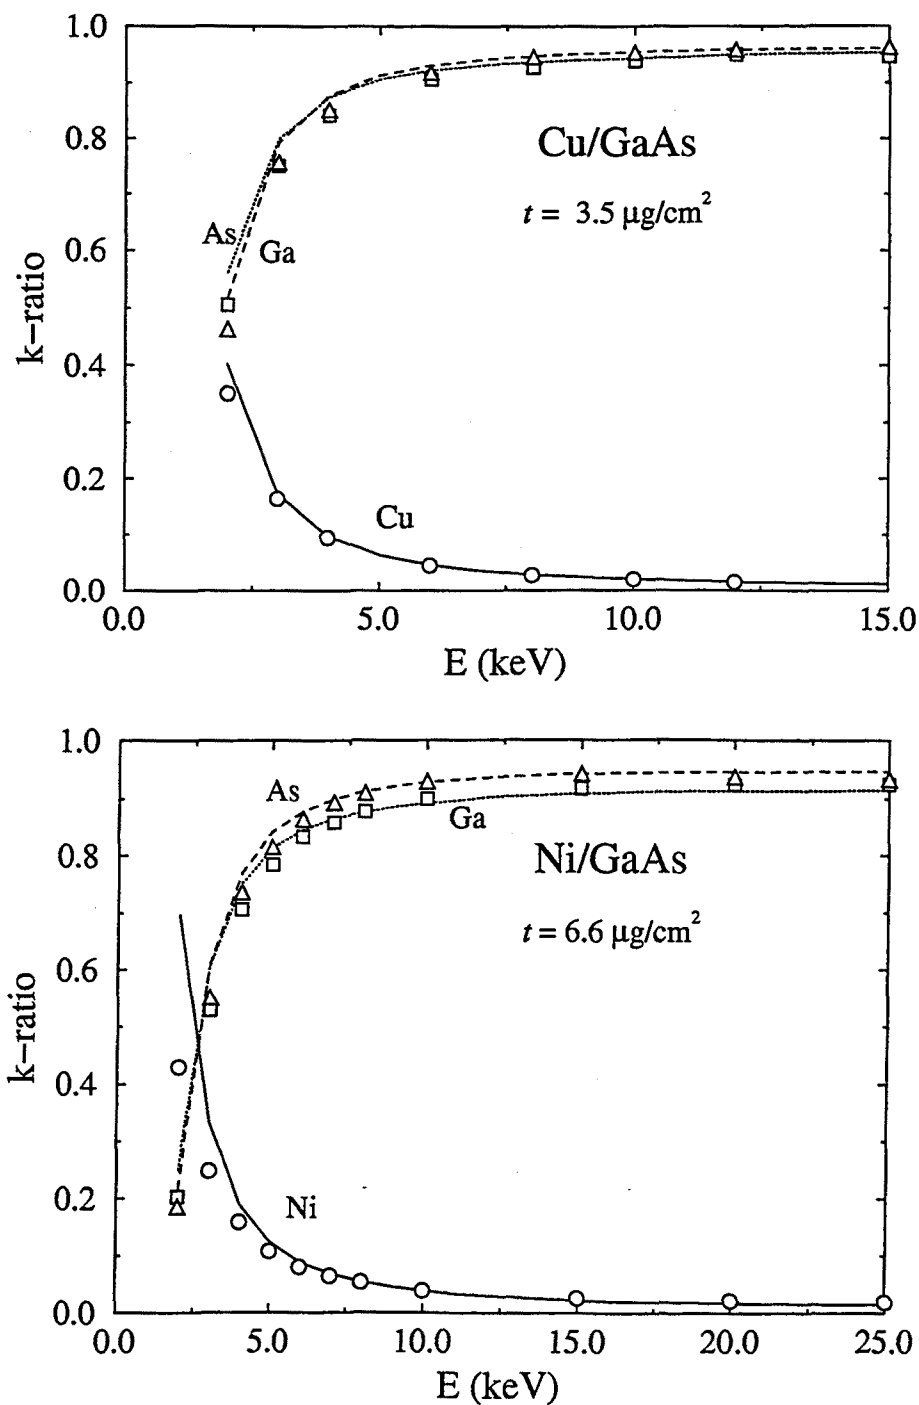 1.0
0.8
0.6
0.4
0.2
0.0
k−ratio
Cu/GaAs
t = 3.5 μg/cm²
As
Ga
Cu
0.0 5.0 10.0 15.0
E (keV)
1.0
0.8
0.6
0.4
0.2
0.0
k−ratio
As
Ga
Ni/GaAs
t = 6.6 μg/cm²
Ni
0.0 5.0 10.0 15.0 20.0 25.0
E (keV)